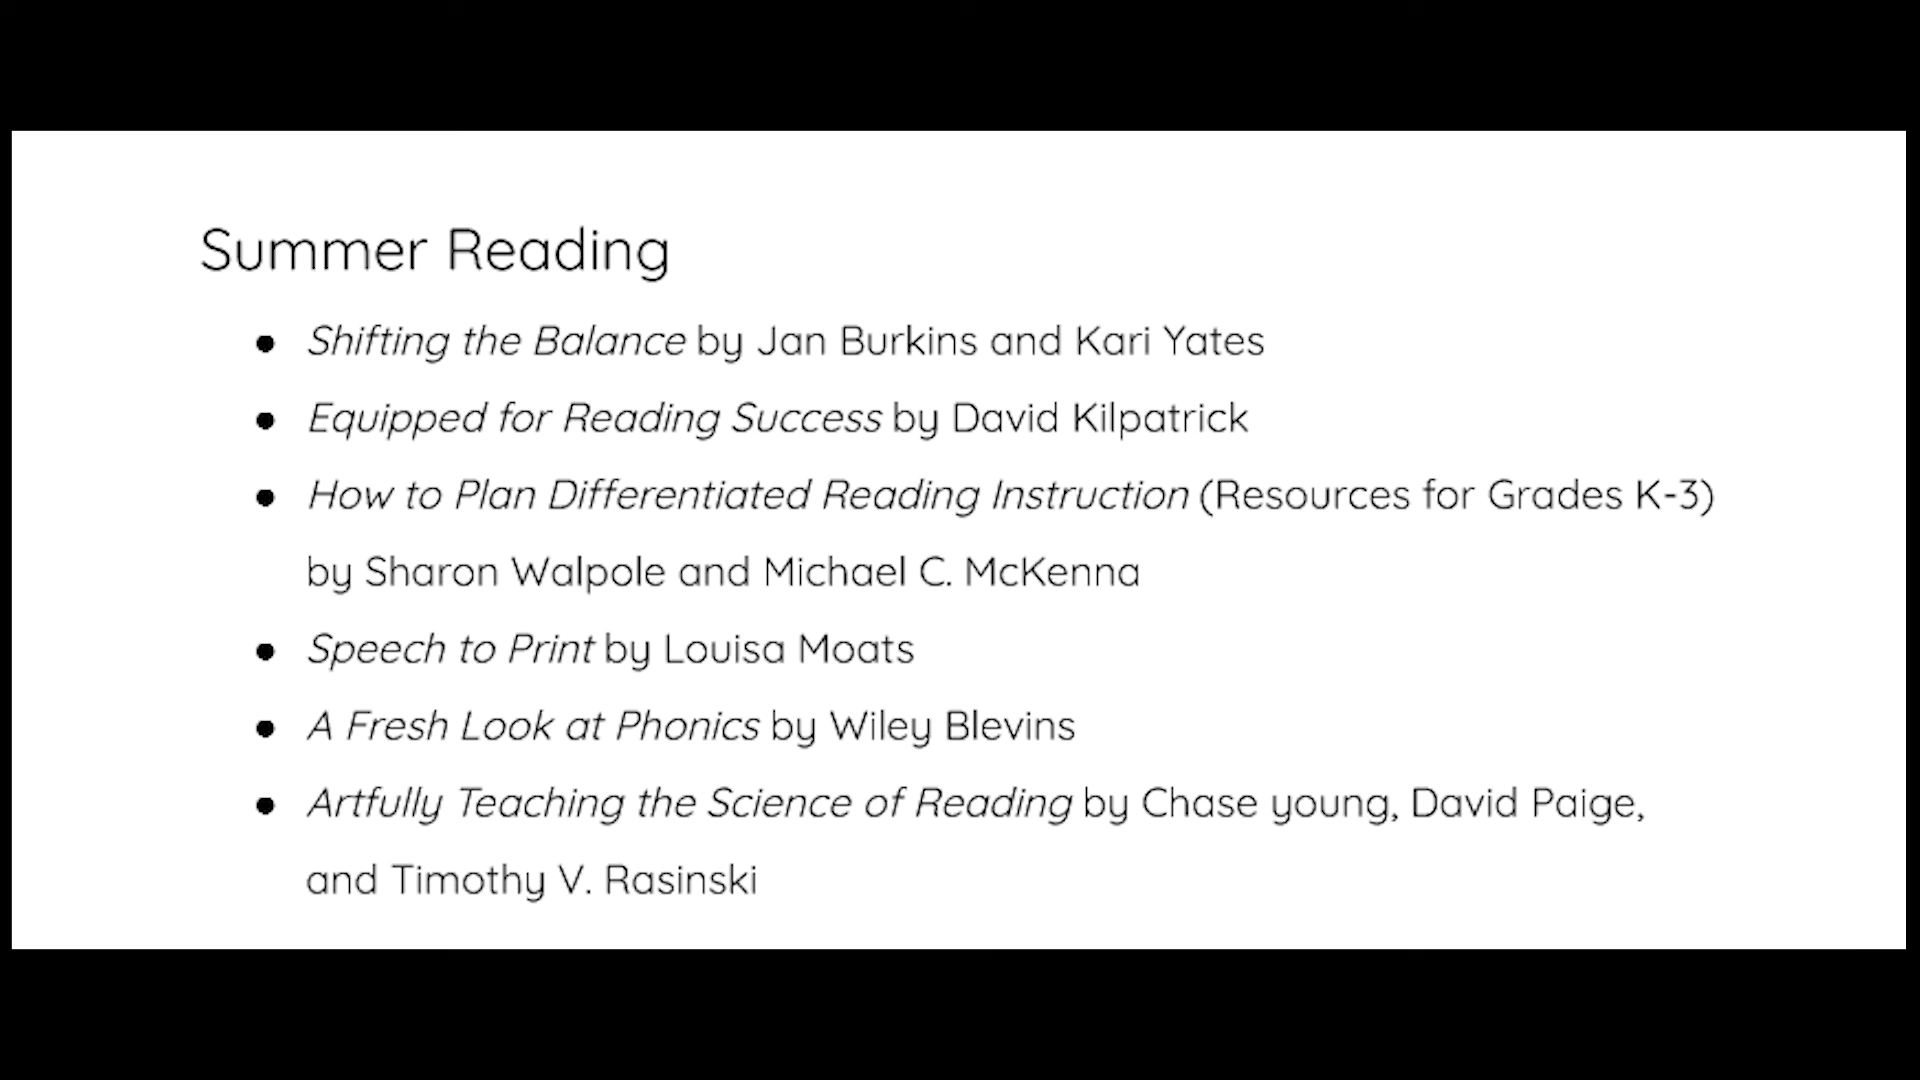 Summer Reading
● Shifting the Balance by Jan Burkins and Kari Yates
● Equipped for Reading Success by David Kilpatrick
● How to Plan Differentiated Reading Instruction (Resources for Grades K-3)
by Sharon Walpole and Michael C. McKenna
● Speech to Print by Louisa Moats
● A Fresh Look at Phonics by Wiley Blevins
● Artfully Teaching the Science of Reading by Chase young, David Paige,
and Timothy V. Rasinski